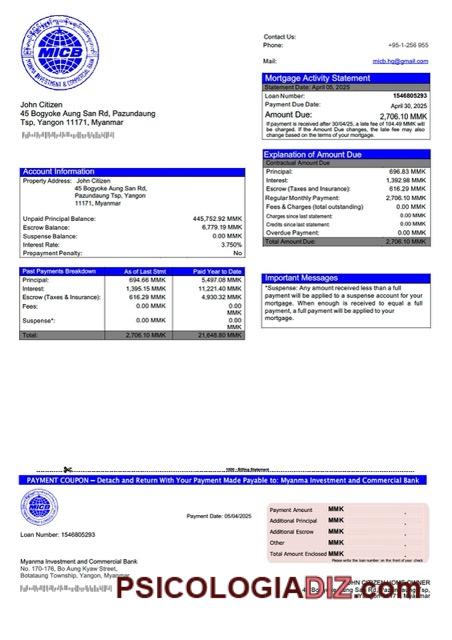 MICB
MYANMA INVESTMENT & COMMERCIAL BANK
Contact Us:
Phone: +95-1-256 955
Mail: micb.hq@gmail.com
Mortgage Activity Statement
Statement Date: April 05, 2025
Loan Number: 1546805293
Payment Due Date: April 30, 2025
Amount Due: 2,706.10 MMK
If payment is received after 30/04/25, a late fee of 104.49 MMK will
be charged. If the Amount Due changes, the late fee may also
change based on the terms of your mortgage.
John Citizen
45 Bogyoke Aung San Rd, Pazundaung
Tsp, Yangon 11171, Myanmar
Explanation of Amount Due
Contractual Amount Due
Principal: 696.83 MMK
Interest: 1,392.98 MMK
Escrow (Taxes and Insurance): 616.29 MMK
Regular Monthly Payment: 2,706.10 MMK
Fees & Charges (total outstanding) 0.00 MMK
Charges since last statement: 0.00 MMK
Credits since last statement: 0.00 MMK
Overdue Payment: 0.00 MMK
Total Amount Due: 2,706.10 MMK
Account Information
Property Address: John Citizen
45 Bogyoke Aung San Rd,
Pazundaung Tsp, Yangon
11171, Myanmar
Unpaid Principal Balance: 445,752.92 MMK
Escrow Balance: 6,779.19 MMK
Suspense Balance: 0.00 MMK
Interest Rate: 3.750%
Prepayment Penalty: No
Past Payments Breakdown As of Last Stmt Paid Year to Date
Principal: 694.66 MMK 5,497.08 MMK
Interest: 1,395.15 MMK 11,221.40 MMK
Escrow (Taxes & Insurance): 616.29 MMK 4,930.32 MMK
Fees: 0.00 MMK 0.00
MMK
Suspense*: 0.00 MMK 0.00
MMK
Total: 2,706.10 MMK 21,648.80 MMK
Important Messages
*Suspense: Any amount received less than a full
payment will be applied to a suspense account for your
mortgage. When enough is received to equal a full
payment, a full payment will be applied to your
mortgage.
1000 - Billing Statement
PAYMENT COUPON – Detach and Return With Your Payment Made Payable to: Myanma Investment and Commercial Bank
Payment Date: 05/04/2025
Loan Number: 1546805293
Payment Amount MMK .
Additional Principal MMK .
Additional Escrow MMK .
Other MMK .
Total Amount Enclosed MMK .
Please write the loan number on the front of your check
Myanma Investment and Commercial Bank
No. 170-176, Bo Aung Kyaw Street,
Botataung Township, Yangon, Myanmar
JOHN CITIZEN HOME OWNER
PSICOLOGIADIZ.com